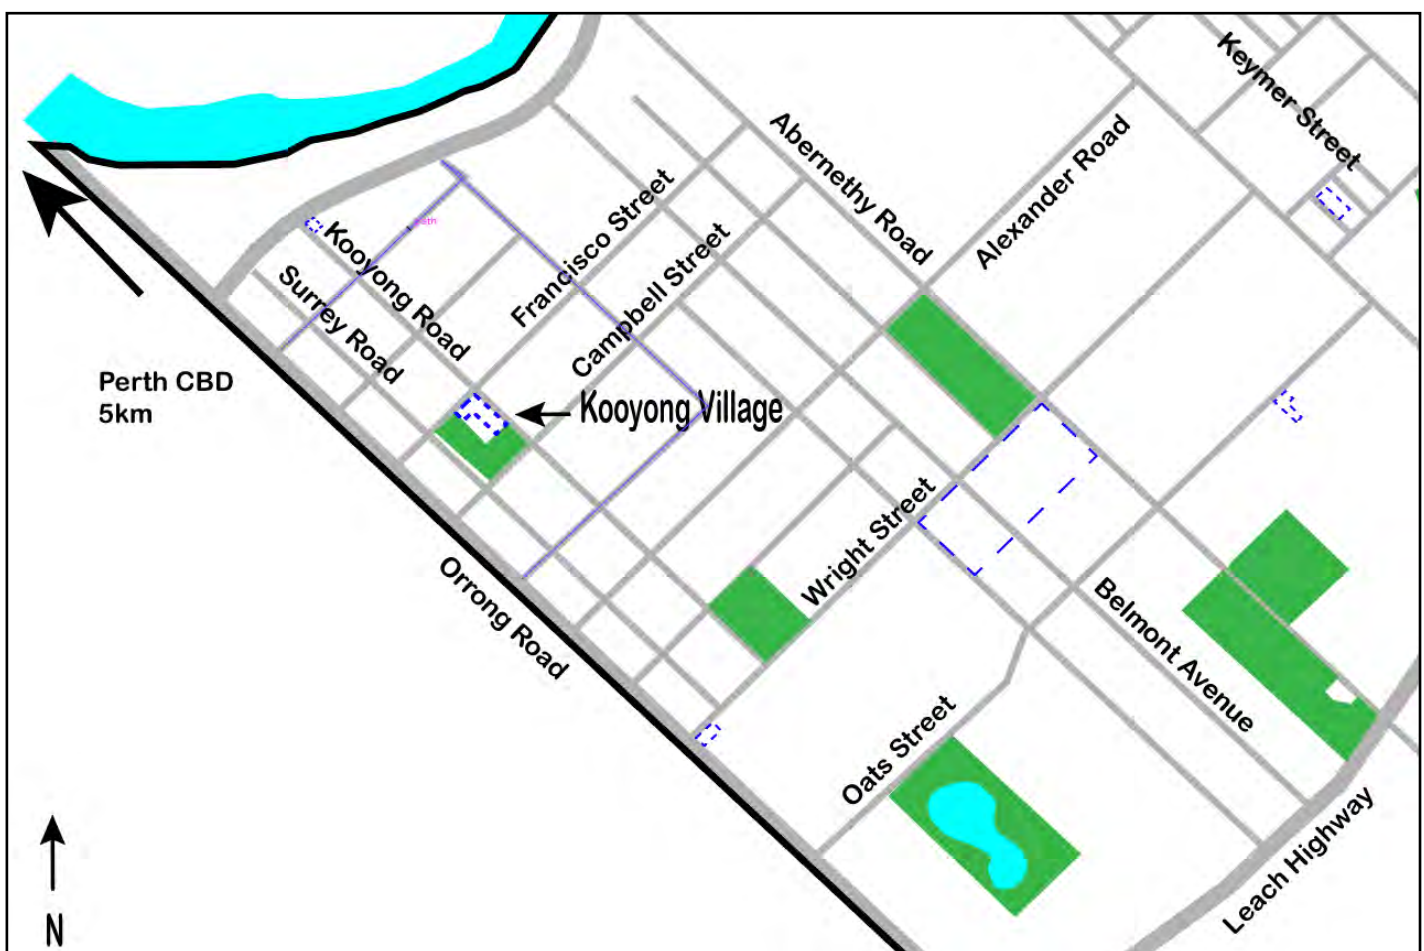 Keymer Street
Abernethy Road
Alexander Road
Francisco Street
Kooyong Road
Campbell Street
Surrey Road
Perth CBD
5km
Kooyong Village
Wright Street
Orrong Road
Belmont Avenue
Oats Street
Leach Highway
N